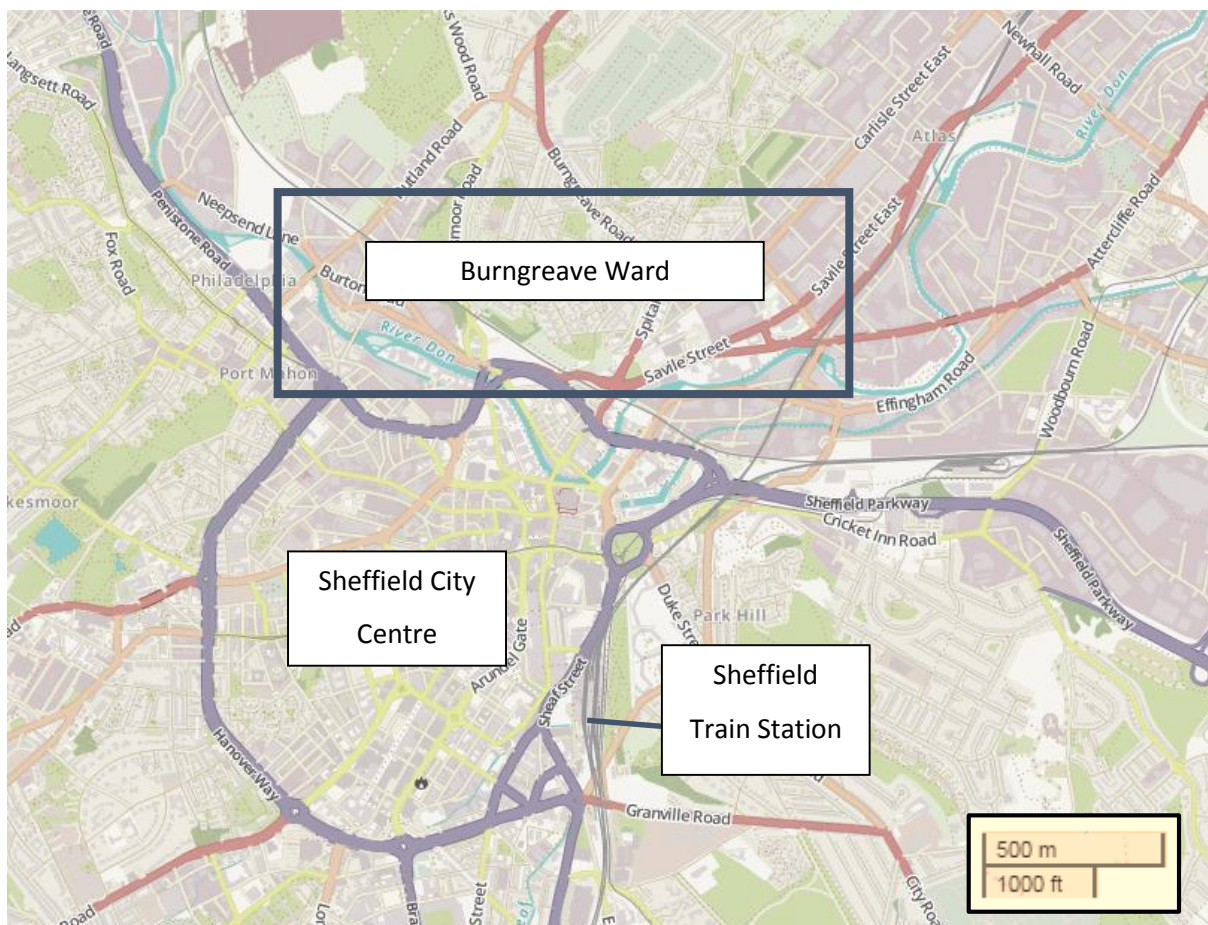 Langsett Road
Wood Road
Newhall Road
River Don
Carlisle Street East
Atlas
Rutland Road
Burngreave Road
Neepsend Lane
Penistone Road
Savile Street East
Attercliffe Road
Fox Road
Burngreave Ward
Philadelphia
Burton Road
River Don
Savile Street
Port Mahon
Effingham Road
Woodbourn Road
Sheffield Parkway
Cricket Inn Road
Sheffield City
Centre
Sheffield Parkway
Park Hill
Arundel Gate
Sheffield
Train Station
Sheaf Street
Hanover Way
Granville Road
500 m
1000 ft
Street
Road